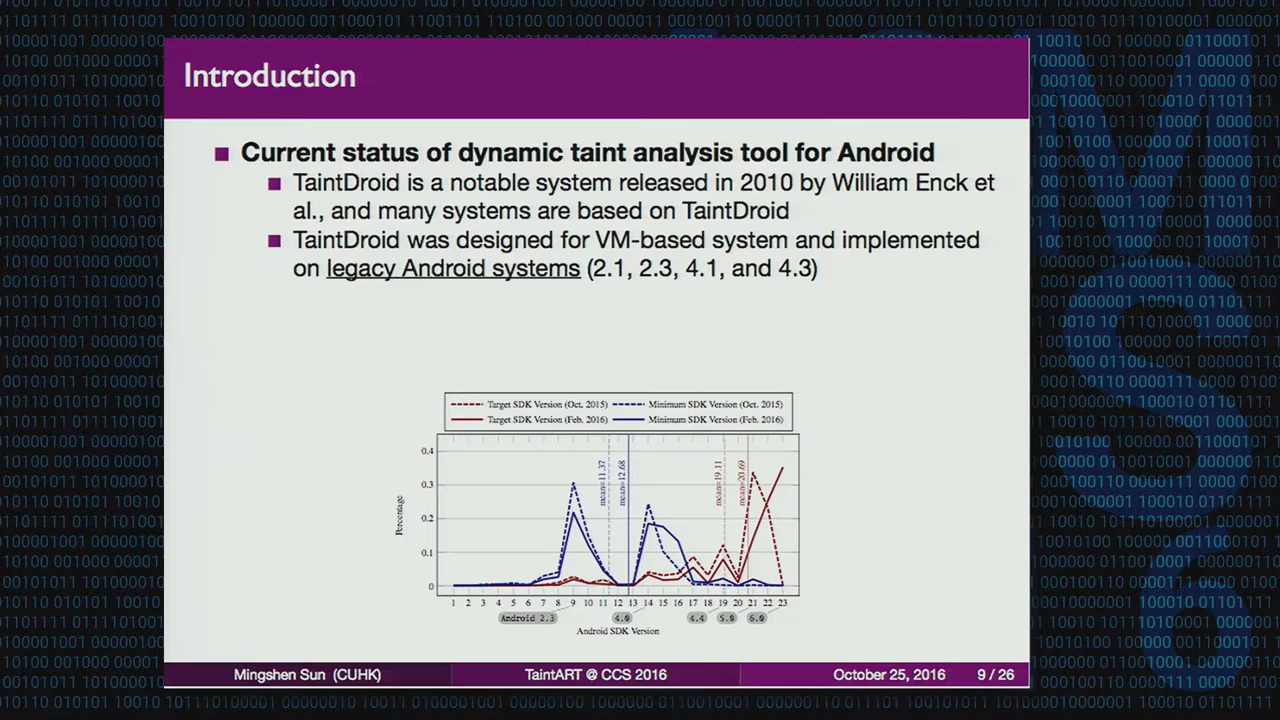 Introduction
Current status of dynamic taint analysis tool for Android
TaintDroid is a notable system released in 2010 by William Enck et
al., and many systems are based on TaintDroid
TaintDroid was designed for VM-based system and implemented
on legacy Android systems (2.1, 2.3, 4.1, and 4.3)
Target SDK Version (Oct. 2015) Minimum SDK Version (Oct. 2015)
Target SDK Version (Feb. 2016) Minimum SDK Version (Feb. 2016)
mean=11.37 mean=12.68 mean=19.11 mean=20.69
0.4
0.3
0.2
0.1
0
Percentage
1 2 3 4 5 6 7 8 9 10 11 12 13 14 15 16 17 18 19 20 21 22 23
Android 2.3 4.0 4.4 5.0 6.0
Android SDK Version
Mingshen Sun (CUHK) TaintART @ CCS 2016 October 25, 2016 9 / 26